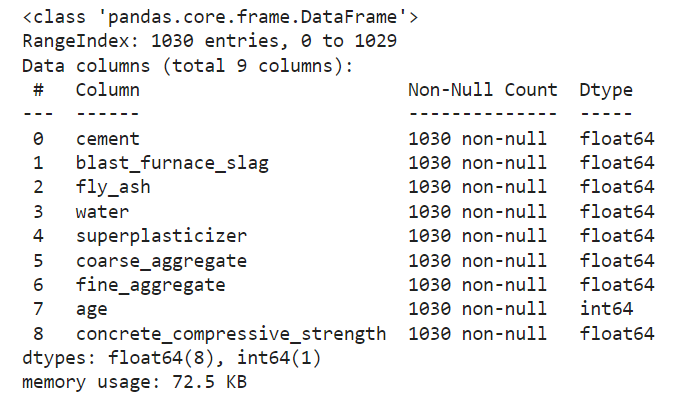 <class 'pandas.core.frame.DataFrame'>
RangeIndex: 1030 entries, 0 to 1029
Data columns (total 9 columns):
 #   Column                         Non-Null Count  Dtype
---  ------                         --------------  -----
 0   cement                         1030 non-null   float64
 1   blast_furnace_slag             1030 non-null   float64
 2   fly_ash                        1030 non-null   float64
 3   water                          1030 non-null   float64
 4   superplasticizer               1030 non-null   float64
 5   coarse_aggregate               1030 non-null   float64
 6   fine_aggregate                 1030 non-null   float64
 7   age                            1030 non-null   int64
 8   concrete_compressive_strength  1030 non-null   float64
dtypes: float64(8), int64(1)
memory usage: 72.5 KB